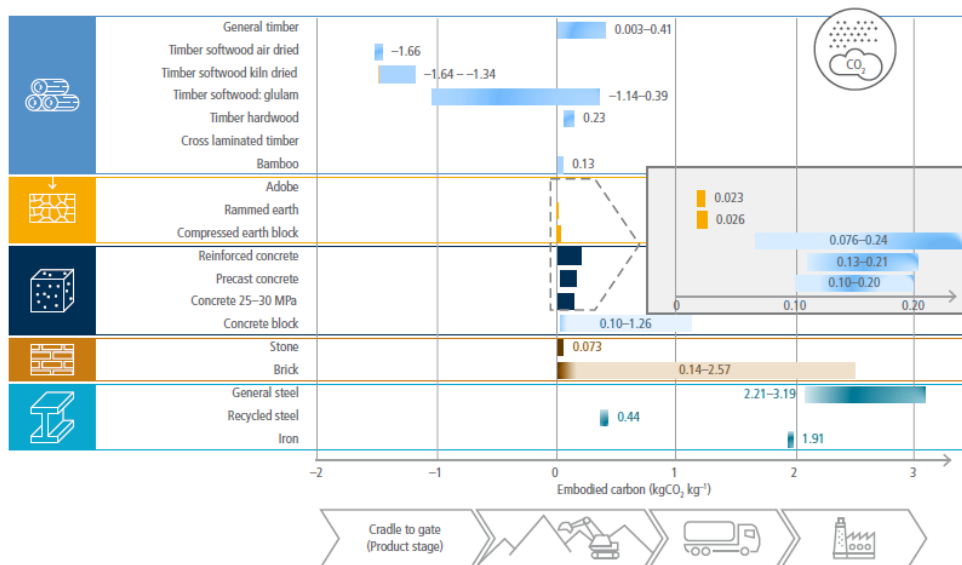 General timber 0.003–0.41
CO2
Timber softwood air dried −1.66
Timber softwood kiln dried −1.64 – −1.34
Timber softwood: glulam −1.14–0.39
Timber hardwood 0.23
Cross laminated timber
Bamboo 0.13
Adobe
Rammed earth
Compressed earth block
0.023
0.026
0.076–0.24
0.13–0.21
0.10–0.20
0 0.10 0.20
Reinforced concrete
Precast concrete
Concrete 25–30 MPa
Concrete block 0.10–1.26
Stone 0.073
Brick 0.14–2.57
General steel 2.21–3.19
Recycled steel 0.44
Iron 1.91
−2 −1 0 1 2 3
Embodied carbon (kgCO2 kg−1)
Cradle to gate
(Product stage)